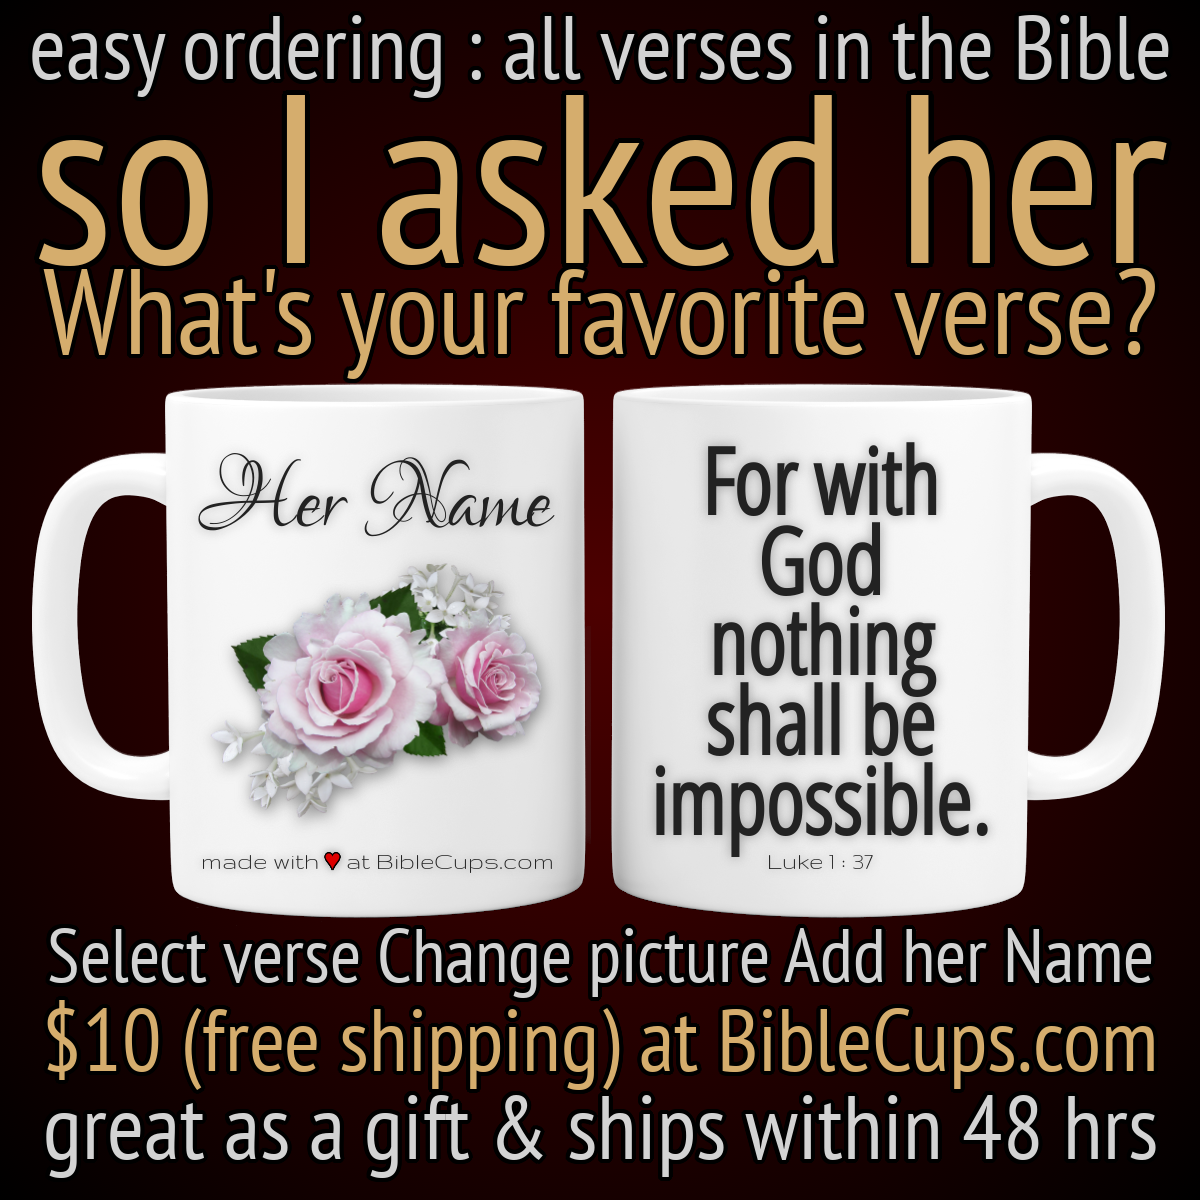 easy ordering : all verses in the Bible
so I asked her
What's your favorite verse?
Her Name
made with ♥ at BibleCups.com
For with
God
nothing
shall be
impossible.
Luke 1 : 37
Select verse Change picture Add her Name
$10 (free shipping) at BibleCups.com
great as a gift & ships within 48 hrs